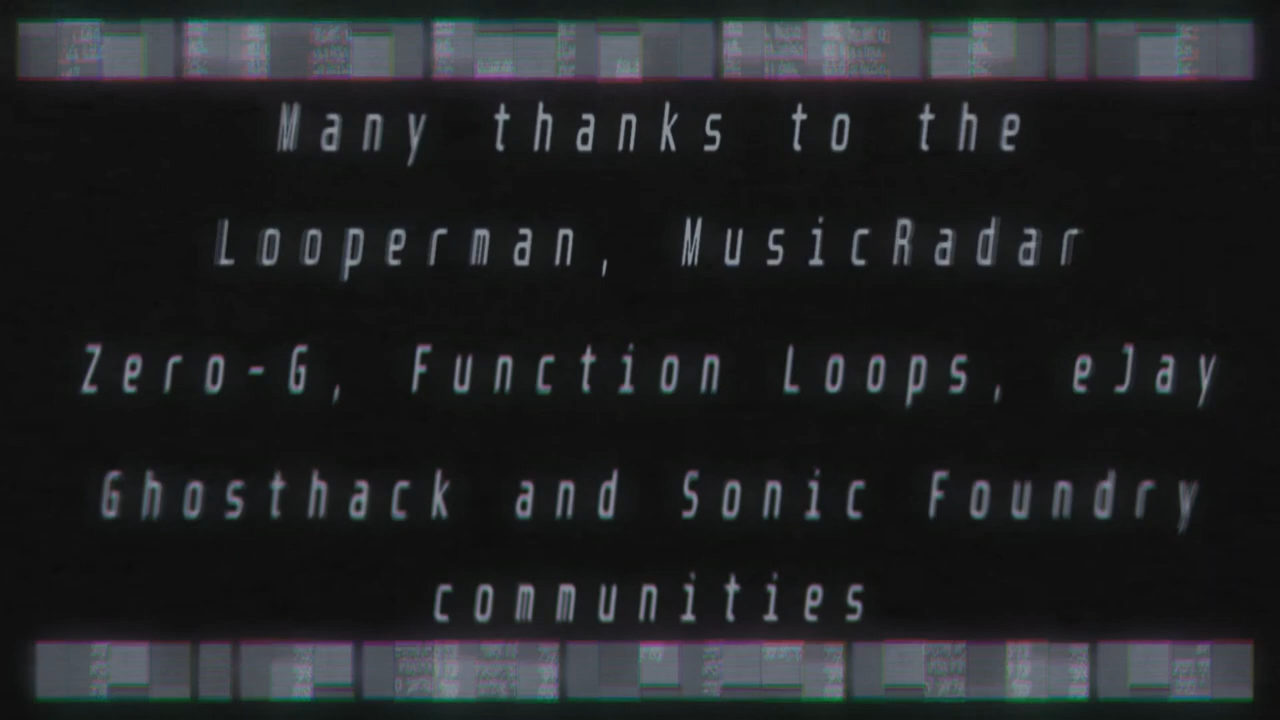 Many thanks to the
Looperman, MusicRadar
Zero-G, Function Loops, eJay
Ghosthack and Sonic Foundry
communities